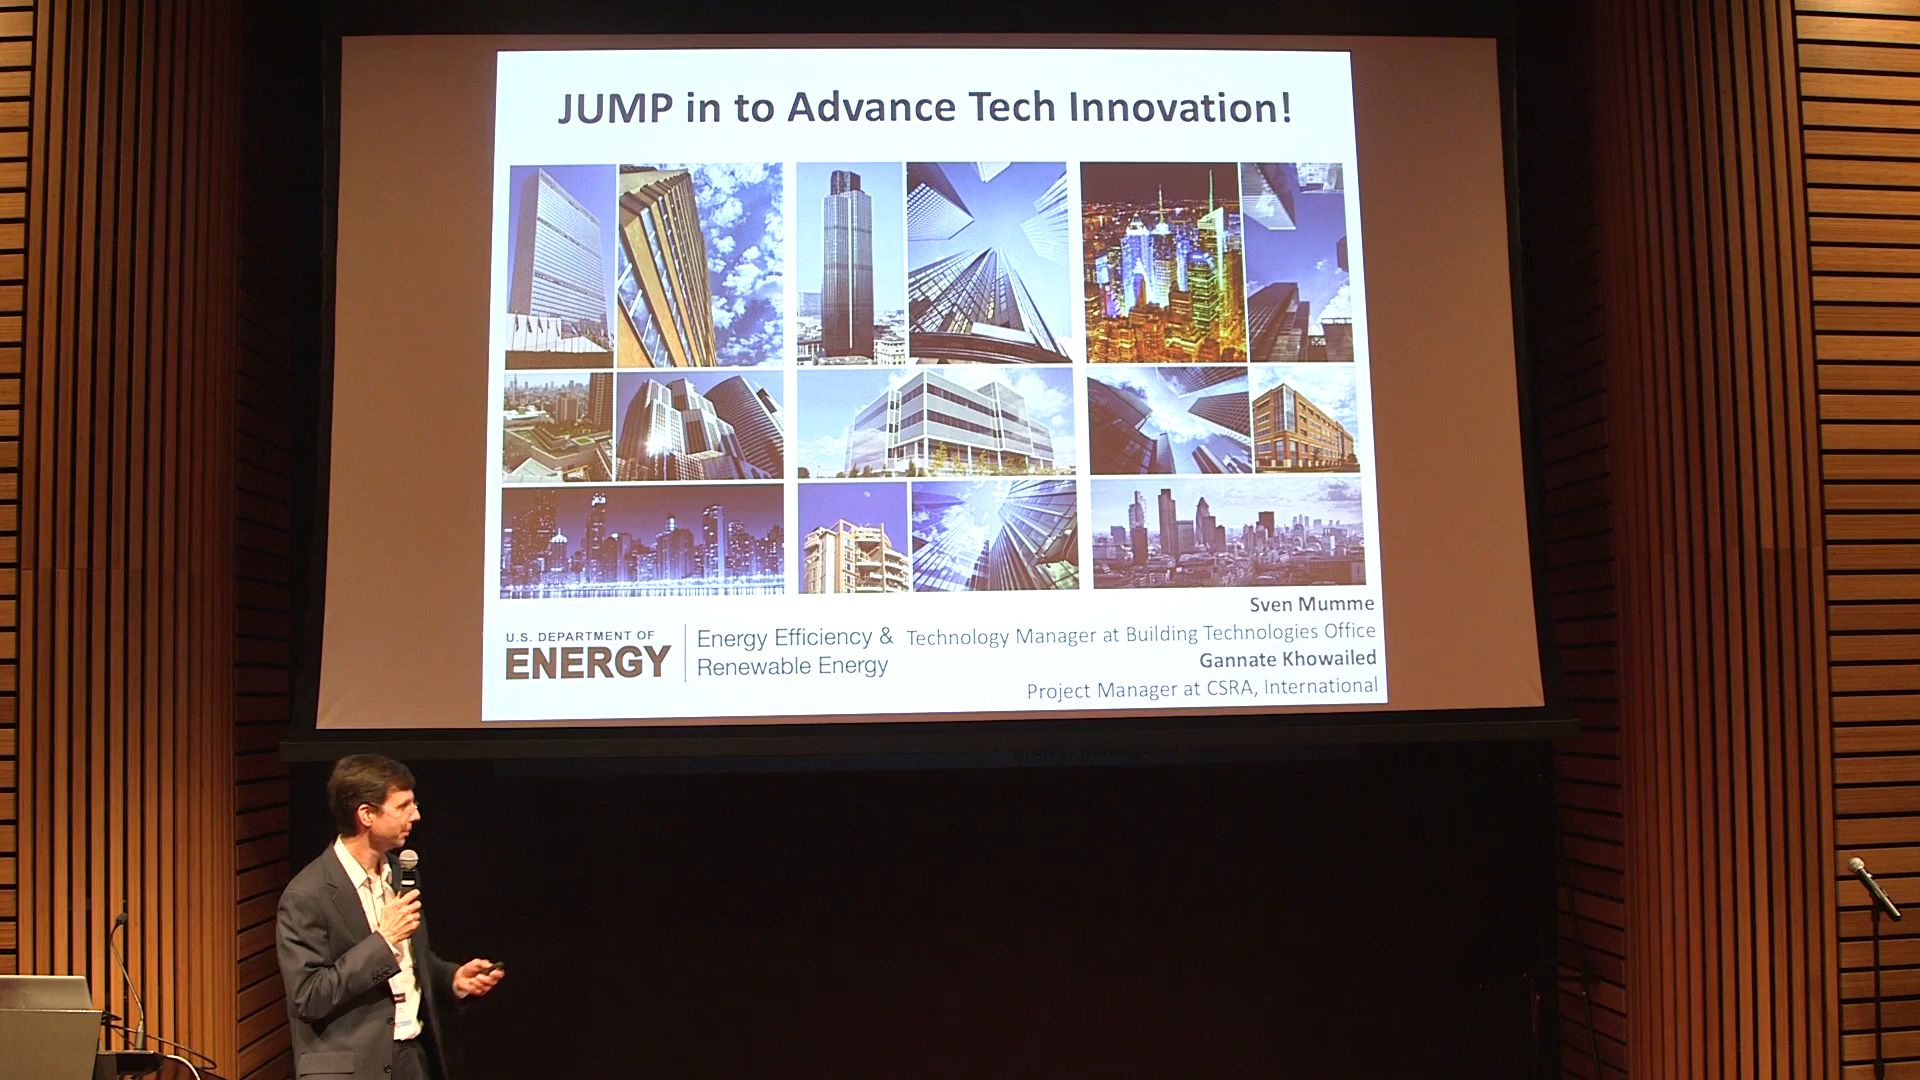 JUMP in to Advance Tech Innovation!
Sven Mumme
Technology Manager at Building Technologies Office
Gannate Khowailed
Project Manager at CSRA, International
U.S. DEPARTMENT OF
ENERGY
Energy Efficiency &
Renewable Energy